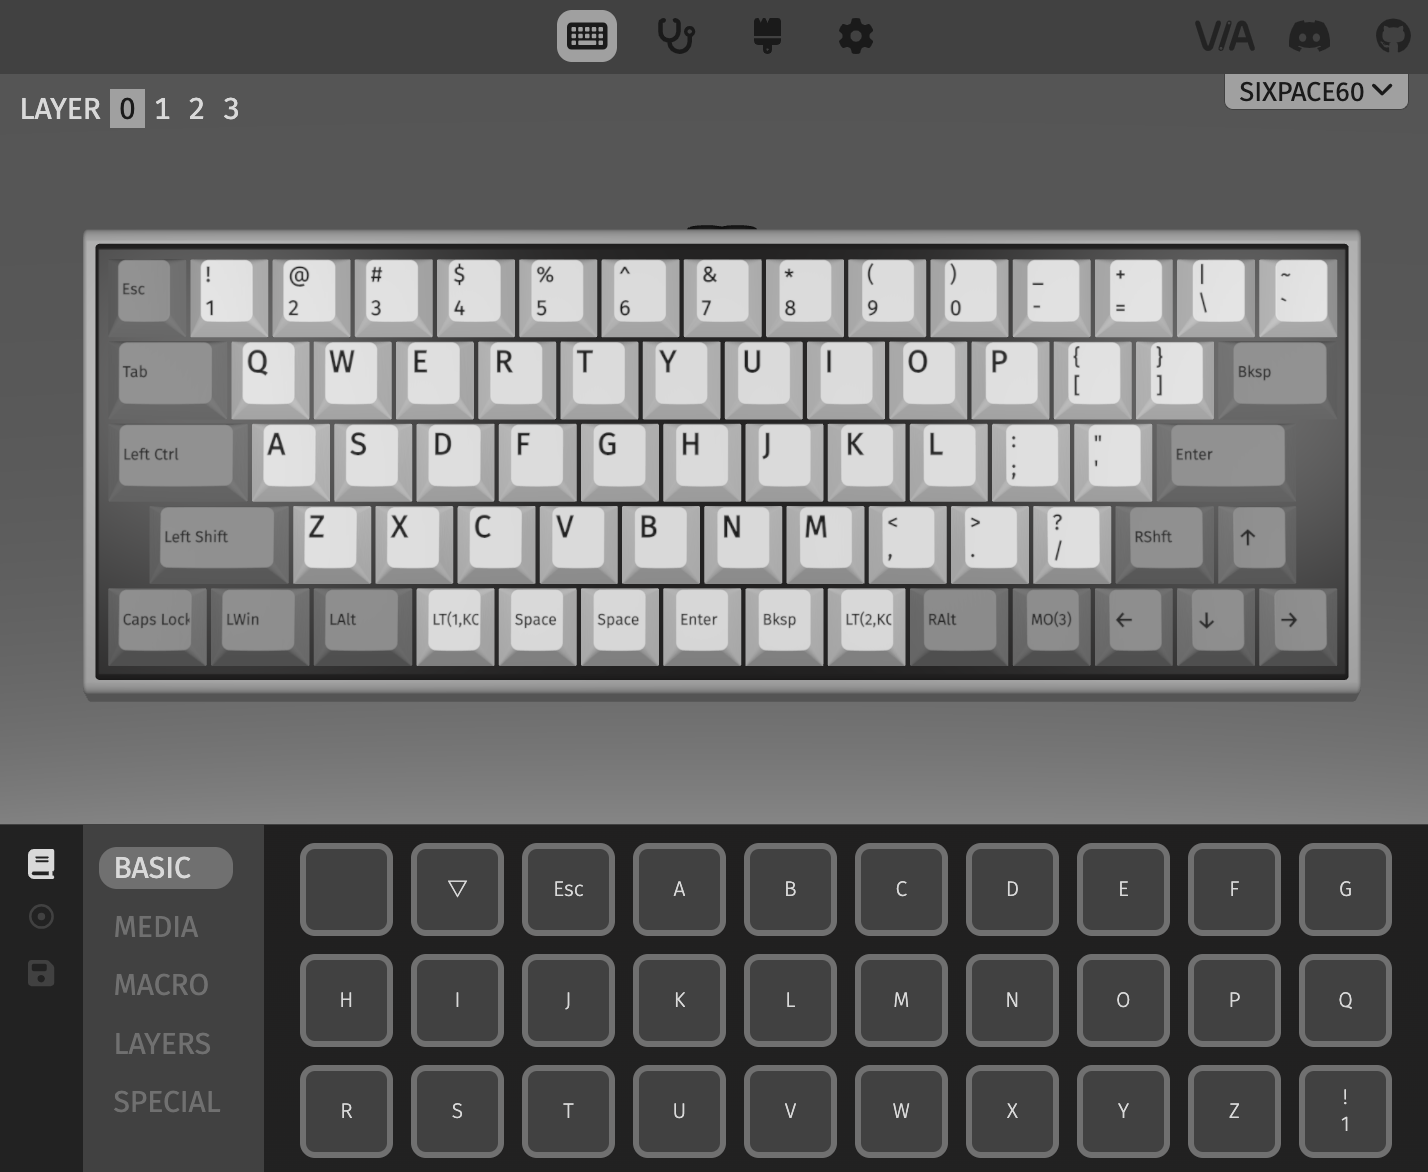 VIA
LAYER 0 1 2 3
SIXPACE60
Esc ! 1 @ 2 # 3 $ 4 % 5 ^ 6 & 7 * 8 ( 9 ) 0 _ - + = | \ ~ `
Tab Q W E R T Y U I O P { [ } ] Bksp
Left Ctrl A S D F G H J K L : ; " ' Enter
Left Shift Z X C V B N M < , > . ? / RShft ↑
Caps Lock LWin LAlt LT(1,KC Space Space Enter Bksp LT(2,KC RAlt MO(3) ← ↓ →
BASIC
MEDIA
MACRO
LAYERS
SPECIAL
▽ Esc A B C D E F G
H I J K L M N O P Q
R S T U V W X Y Z ! 1